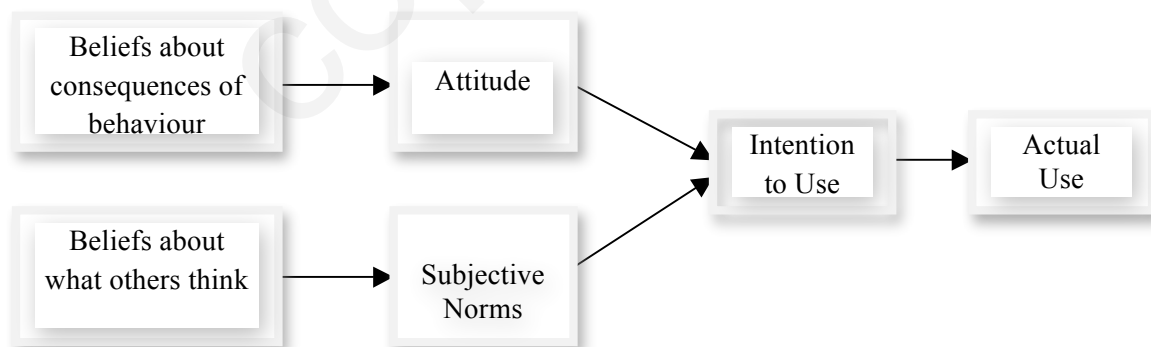 Beliefs about
consequences of
behaviour
Attitude
Intention
to Use
Actual
Use
Beliefs about
what others think
Subjective
Norms